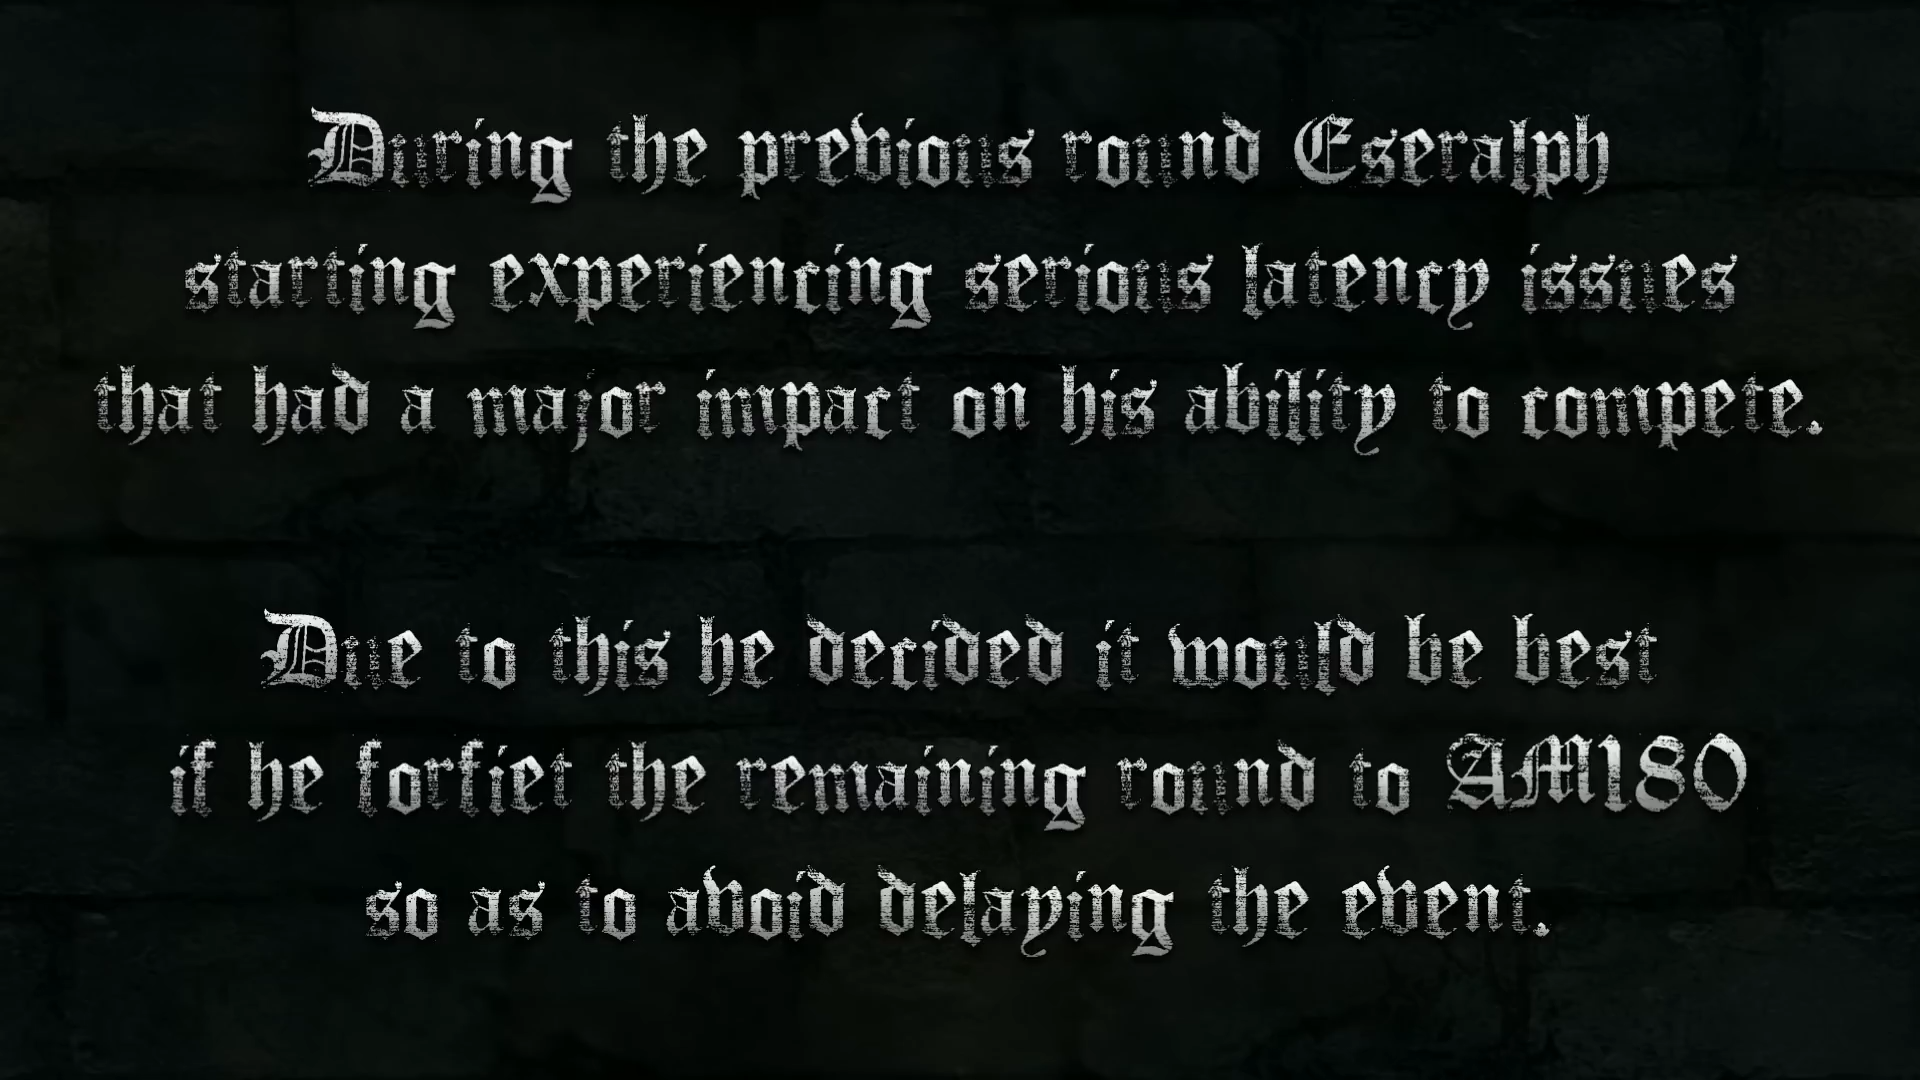 During the previous round Eseralph
starting experiencing serious latency issues
that had a major impact on his ability to compete.
Due to this he decided it would be best
if he forfiet the remaining round to AM180
so as to avoid delaying the event.